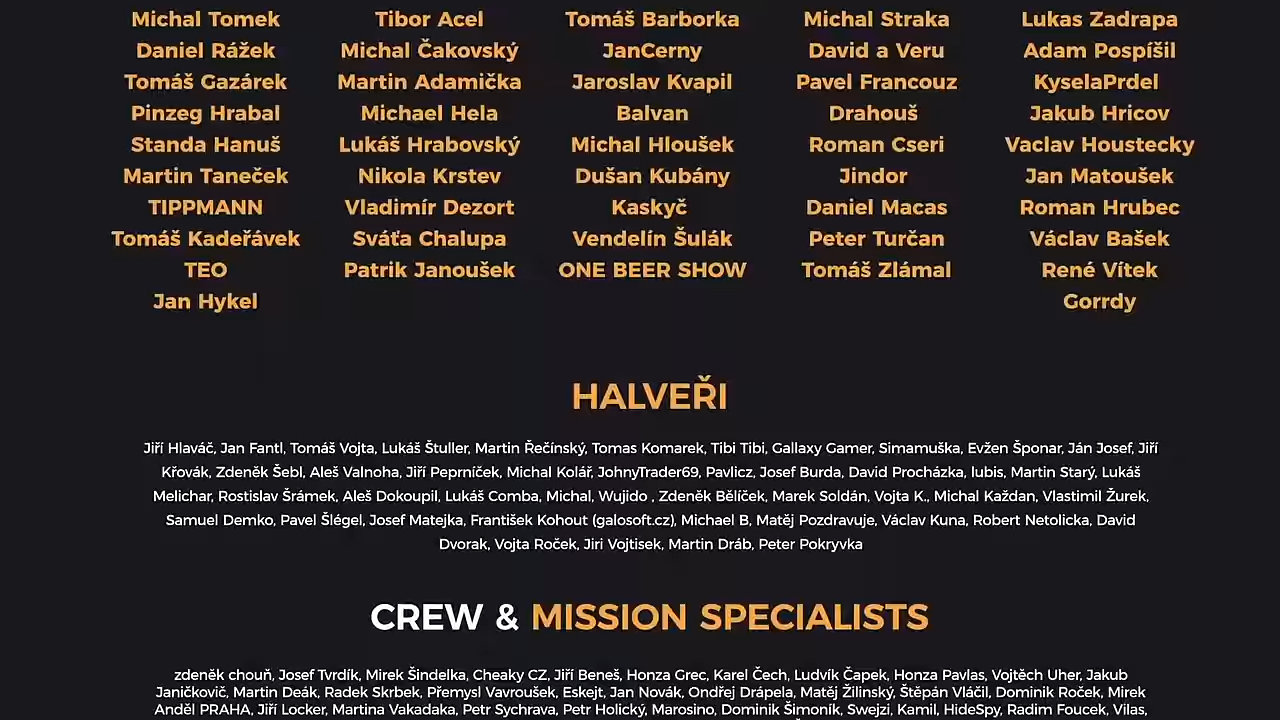 Michal Tomek Tibor Acel Tomáš Barborka Michal Straka Lukas Zadrapa
Daniel Rážek Michal Čakovský JanCerny David a Veru Adam Pospíšil
Tomáš Gazárek Martin Adamička Jaroslav Kvapil Pavel Francouz KyselaPrdel
Pinzeg Hrabal Michael Hela Balvan Drahouš Jakub Hricov
Standa Hanuš Lukáš Hrabovský Michal Hloušek Roman Cseri Vaclav Houstecky
Martin Taneček Nikola Krstev Dušan Kubány Jindor Jan Matoušek
TIPPMANN Vladimír Dezort Kaskyč Daniel Macas Roman Hrubec
Tomáš Kadeřávek Sváťa Chalupa Vendelín Šulák Peter Turčan Václav Bašek
TEO Patrik Janoušek ONE BEER SHOW Tomáš Zlámal René Vítek
Jan Hykel Gorrdy
HALVEŘI
Jiří Hlaváč, Jan Fantl, Tomáš Vojta, Lukáš Štuller, Martin Řečínský, Tomas Komarek, Tibi Tibi, Gallaxy Gamer, Simamuška, Evžen Šponar, Ján Josef, Jiří
Křovák, Zdeněk Šebl, Aleš Valnoha, Jiří Peprníček, Michal Kolář, JohnyTrader69, Pavlicz, Josef Burda, David Procházka, lubis, Martin Starý, Lukáš
Melichar, Rostislav Šrámek, Aleš Dokoupil, Lukáš Comba, Michal, Wujido , Zdeněk Bělíček, Marek Soldán, Vojta K., Michal Každan, Vlastimil Žurek,
Samuel Demko, Pavel Šlégel, Josef Matejka, František Kohout (galosoft.cz), Michael B, Matěj Pozdravuje, Václav Kuna, Robert Netolicka, David
Dvorak, Vojta Roček, Jiri Vojtisek, Martin Dráb, Peter Pokryvka
CREW & MISSION SPECIALISTS
zdeněk chouň, Josef Tvrdík, Mirek Šindelka, Cheaky CZ, Jiří Beneš, Honza Grec, Karel Čech, Ludvík Čapek, Honza Pavlas, Vojtěch Uher, Jakub
Janičkovič, Martin Deák, Radek Skrbek, Přemysl Vavroušek, Eskejt, Jan Novák, Ondřej Drápela, Matěj Žilinský, Štěpán Vláčil, Dominik Roček, Mirek
Anděl PRAHA, Jiří Locker, Martina Vakadaka, Petr Sychrava, Petr Holický, Marosino, Dominik Šimoník, Swejzi, Kamil, HideSpy, Radim Foucek, Vilas,